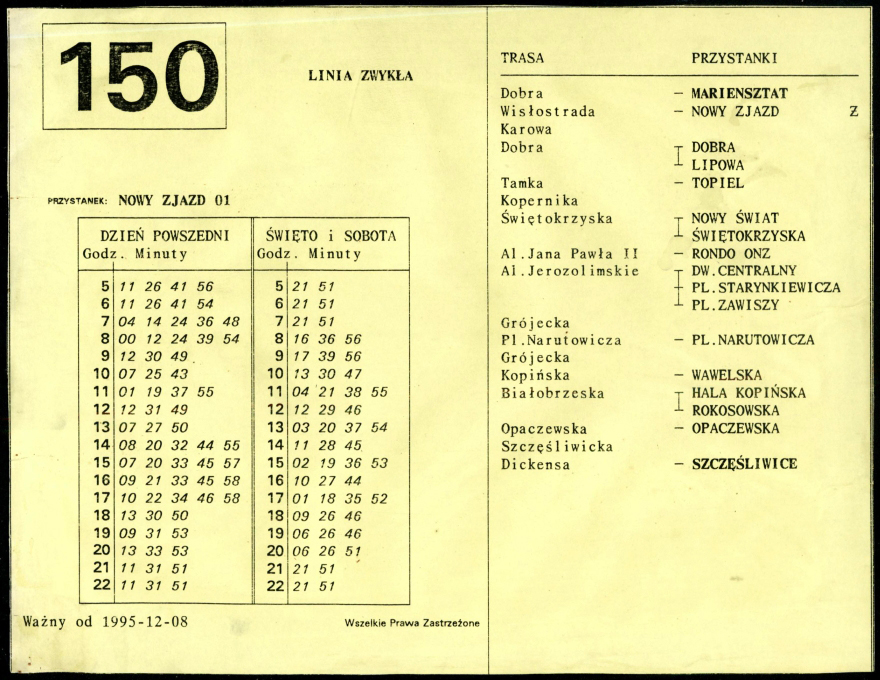 150
LINIA ZWYKŁA
PRZYSTANEK: NOWY ZJAZD 01
DZIEŃ POWSZEDNI
Godz. Minuty
5 11 26 41 56
6 11 26 41 54
7 04 14 24 36 48
8 00 12 24 39 54
9 12 30 49
10 07 25 43
11 01 19 37 55
12 12 31 49
13 07 27 50
14 08 20 32 44 55
15 07 20 33 45 57
16 09 21 33 45 58
17 10 22 34 46 58
18 13 30 50
19 09 31 53
20 13 33 53
21 11 31 51
22 11 31 51
ŚWIĘTO i SOBOTA
Godz. Minuty
5 21 51
6 21 51
7 21 51
8 16 36 56
9 17 39 56
10 13 30 47
11 04 21 38 55
12 12 29 46
13 03 20 37 54
14 11 28 45
15 02 19 36 53
16 10 27 44
17 01 18 35 52
18 09 26 46
19 06 26 46
20 06 26 51
21 21 51
22 21 51
Ważny od 1995-12-08
Wszelkie Prawa Zastrzeżone
TRASA PRZYSTANKI
Dobra - MARIENSZTAT
Wisłostrada - NOWY ZJAZD Ż
Karowa
Dobra DOBRA
LIPOWA
Tamka - TOPIEL
Kopernika
Świętokrzyska NOWY ŚWIAT
ŚWIĘTOKRZYSKA
Al.Jana Pawła II - RONDO ONZ
Al.Jerozolimskie DW.CENTRALNY
PL.STARYNKIEWICZA
PL.ZAWISZY
Grójecka
Pl.Narutowicza - PL.NARUTOWICZA
Grójecka
Kopińska - WAWELSKA
Białobrzeska HALA KOPIŃSKA
ROKOSOWSKA
Opaczewska - OPACZEWSKA
Szczęśliwicka
Dickensa - SZCZĘŚLIWICE